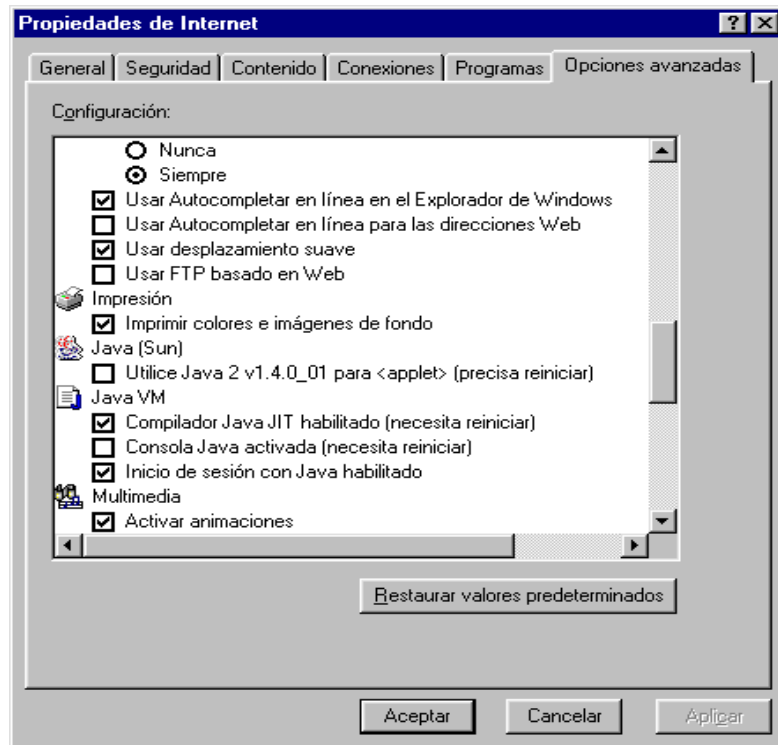 Propiedades de Internet
General Seguridad Contenido Conexiones Programas Opciones avanzadas
Configuración:
Nunca
Siempre
Usar Autocompletar en línea en el Explorador de Windows
Usar Autocompletar en línea para las direcciones Web
Usar desplazamiento suave
Usar FTP basado en Web
Impresión
Imprimir colores e imágenes de fondo
Java (Sun)
Utilice Java 2 v1.4.0_01 para <applet> (precisa reiniciar)
Java VM
Compilador Java JIT habilitado (necesita reiniciar)
Consola Java activada (necesita reiniciar)
Inicio de sesión con Java habilitado
Multimedia
Activar animaciones
Restaurar valores predeterminados
Aceptar Cancelar Aplicar